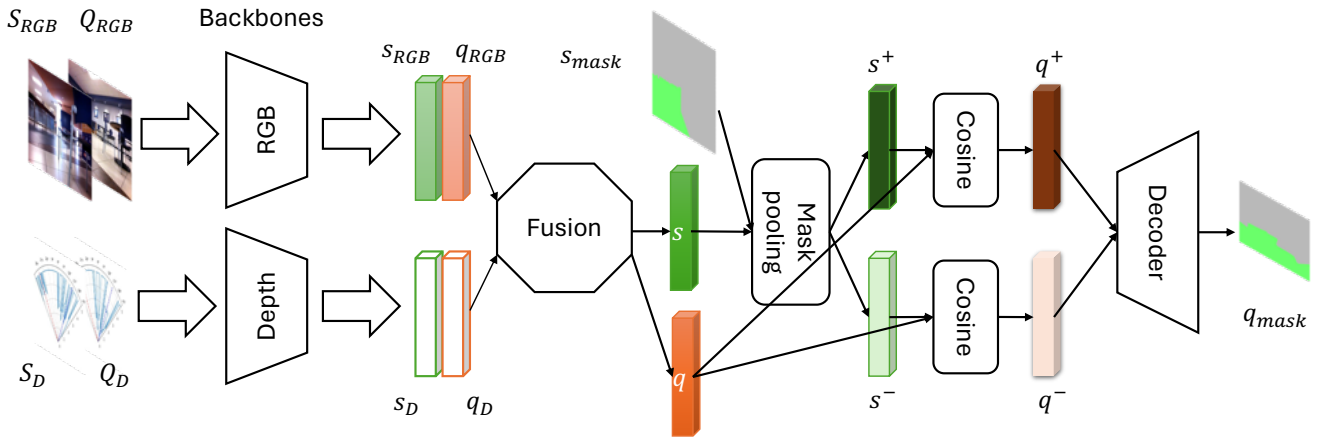 S_RGB Q_RGB
Backbones
s_RGB q_RGB
s_mask
s⁺
q⁺
RGB
Cosine
Fusion
s
Mask
pooling
Decoder
Depth
q
Cosine
q_mask
S_D Q_D
s_D q_D
s⁻
q⁻